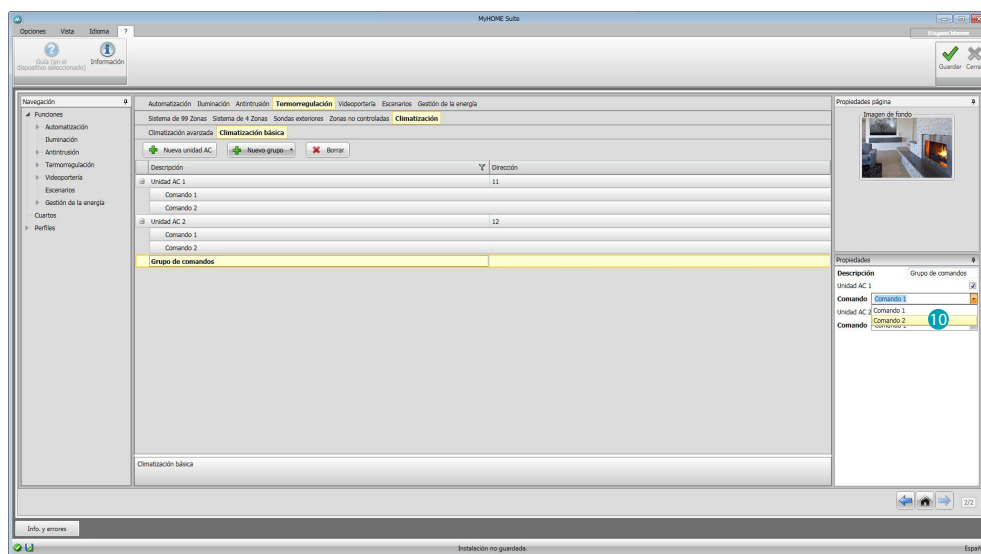 MyHOME Suite
Opciones Vista Idioma ?
Guía (en el dispositivo seleccionado)
Información
Guardar Cerra
Navegación
Funciones
Automatización
Iluminación
Antintrusión
Termorregulación
Videoportería
Escenarios
Gestión de la energía
Cuartos
Perfiles
Automatización Iluminación Antintrusión Termorregulación Videoportería Escenarios Gestión de la energía
Sistema de 99 Zonas Sistema de 4 Zonas Sondas exteriores Zonas no controladas Climatización
Climatización avanzada Climatización básica
Nueva unidad AC Nuevo grupo Borrar
Descripción Dirección
Unidad AC 1 11
Comando 1
Comando 2
Unidad AC 2 12
Comando 1
Comando 2
Grupo de comandos
Climatización básica
Propiedades página
Imagen de fondo
Propiedades
Descripción Grupo de comandos
Unidad AC 1
Comando Comando 1
Unidad AC 2 Comando 1
Comando 2
10
Comando Comando 1
2/2
Info. y errores
Instalación no guardada.
Españ